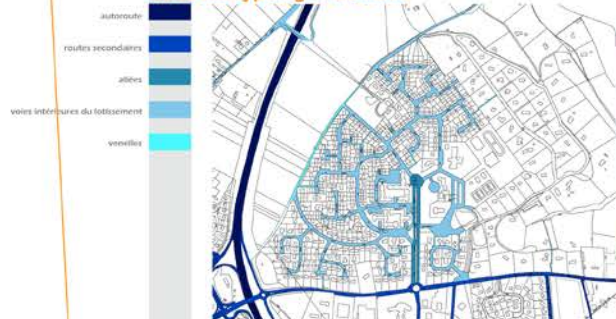 autoroute
routes secondaires
allées
voies intérieures du lotissement
venelles